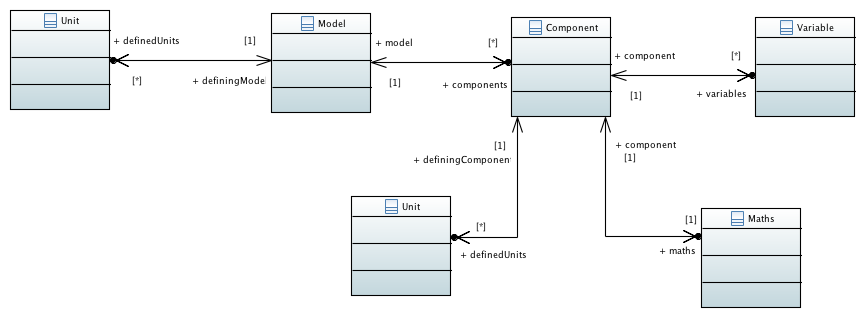 Unit
Model
Component
Variable
+ definedUnits
[1]
+ model
[*]
+ component
[*]
[*]
+ definingModel
[1]
+ components
[1]
+ variables
[1]
+ definingComponent
+ component
[1]
Unit
[*]
+ definedUnits
[1]
Maths
+ maths